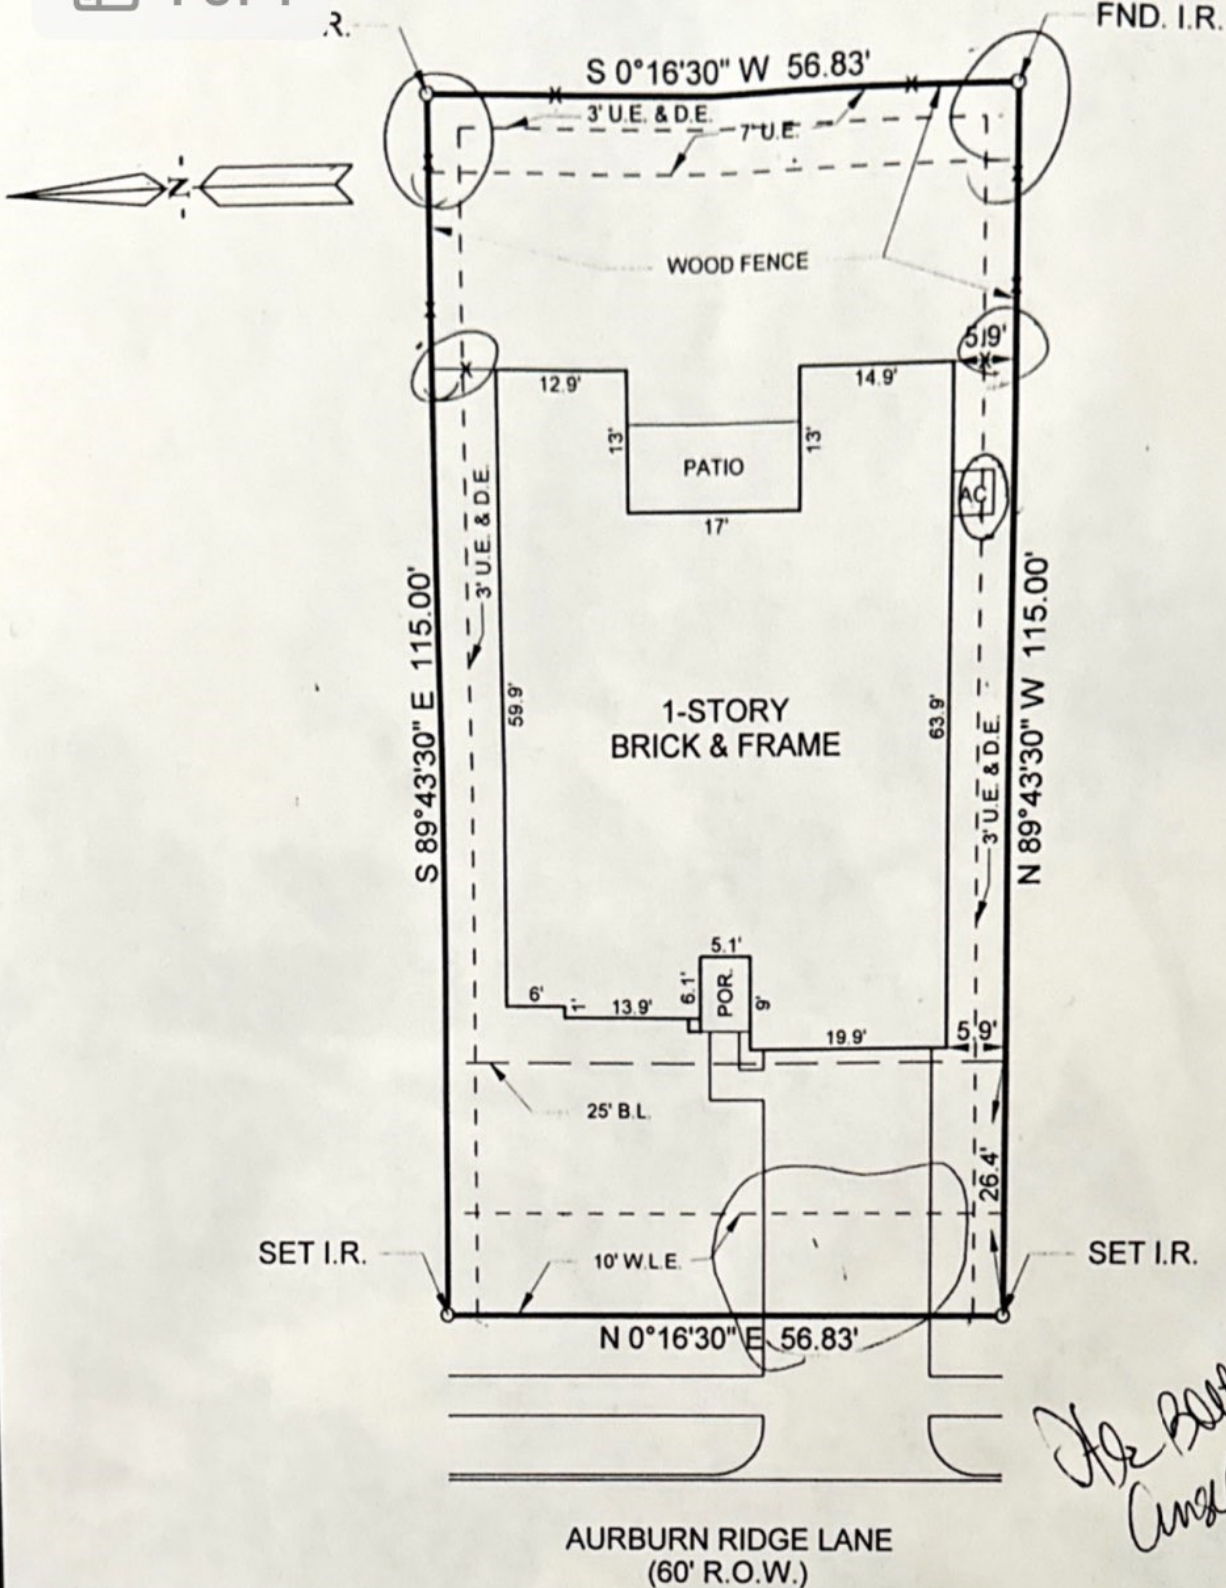 R.
FND. I.R.
S 0°16'30" W 56.83'
3' U.E. & D.E.
7' U.E.
N
WOOD FENCE
5.9'
12.9'
14.9'
13'
13'
PATIO
17'
AC
3' U.E. & D.E.
S 89°43'30" E 115.00'
N 89°43'30" W 115.00'
59.9'
1-STORY
BRICK & FRAME
63.9'
3' U.E. & D.E.
5.1'
6.1'
POR.
9'
6'
1'
13.9'
19.9'
5.9'
25' B.L.
26.4'
SET I.R.
10' W.L.E.
SET I.R.
N 0°16'30" E 56.83'
AURBURN RIDGE LANE
(60' R.O.W.)